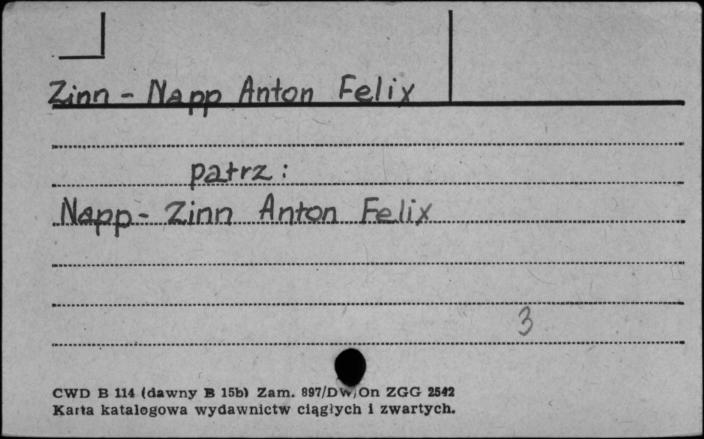 Zinn - Napp Anton Felix
patrz:
Napp - Zinn Anton Felix
3
CWD B 114 (dawny B 15b) Zam. 897/DW/On ZGG 2542
Karta katalogowa wydawnictw ciągłych i zwartych.